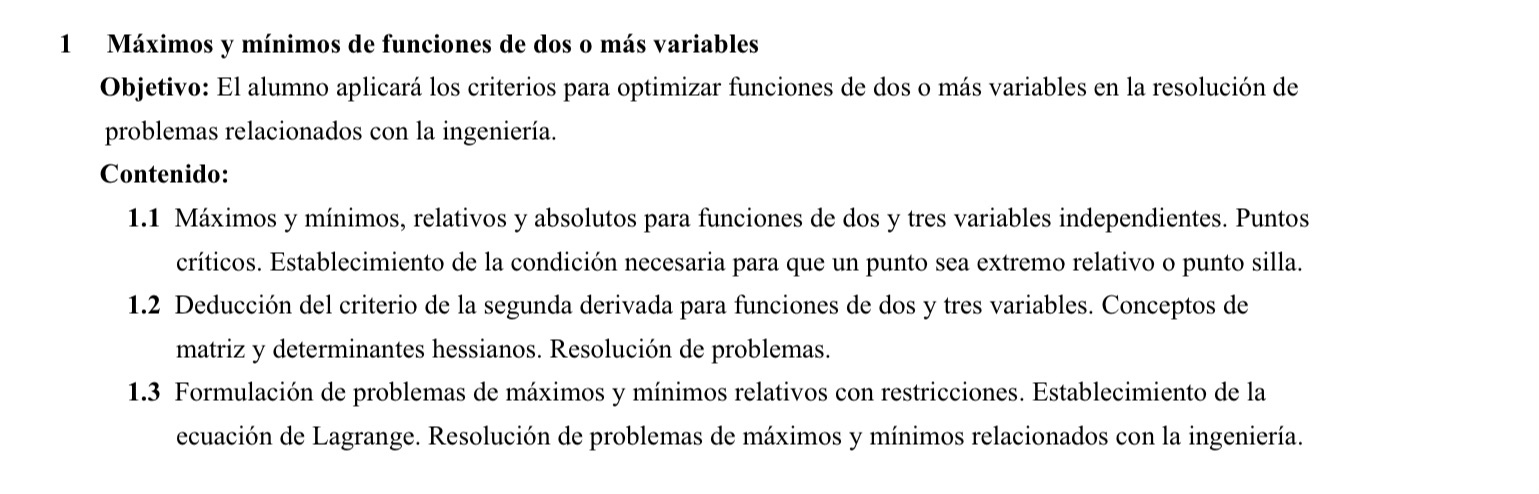 1 Máximos y mínimos de funciones de dos o más variables
Objetivo: El alumno aplicará los criterios para optimizar funciones de dos o más variables en la resolución de
problemas relacionados con la ingeniería.
Contenido:
1.1 Máximos y mínimos, relativos y absolutos para funciones de dos y tres variables independientes. Puntos
críticos. Establecimiento de la condición necesaria para que un punto sea extremo relativo o punto silla.
1.2 Deducción del criterio de la segunda derivada para funciones de dos y tres variables. Conceptos de
matriz y determinantes hessianos. Resolución de problemas.
1.3 Formulación de problemas de máximos y mínimos relativos con restricciones. Establecimiento de la
ecuación de Lagrange. Resolución de problemas de máximos y mínimos relacionados con la ingeniería.